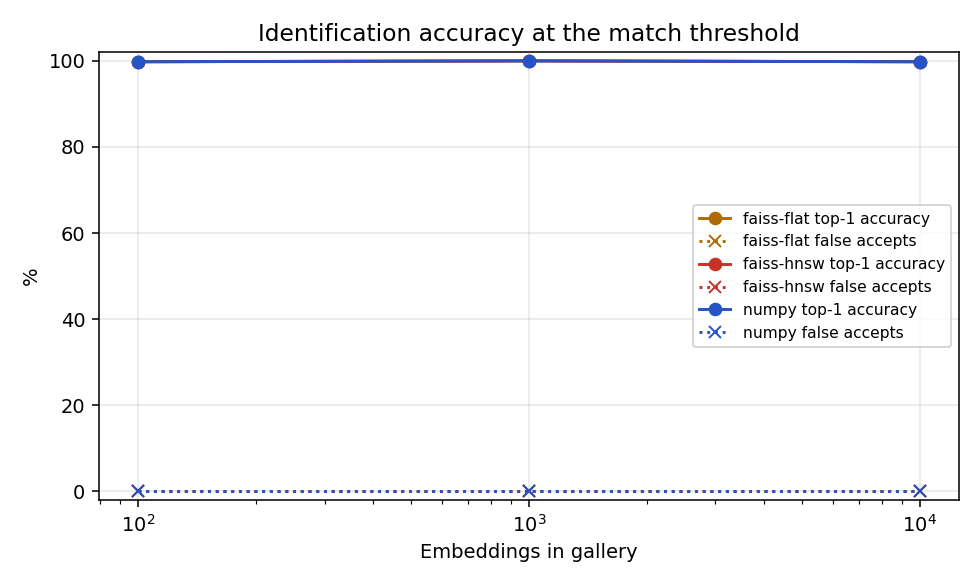 Identification accuracy at the match threshold
100
80
60
40
20
0
%
faiss-flat top-1 accuracy
faiss-flat false accepts
faiss-hnsw top-1 accuracy
faiss-hnsw false accepts
numpy top-1 accuracy
numpy false accepts
10² 10³ 10⁴
Embeddings in gallery